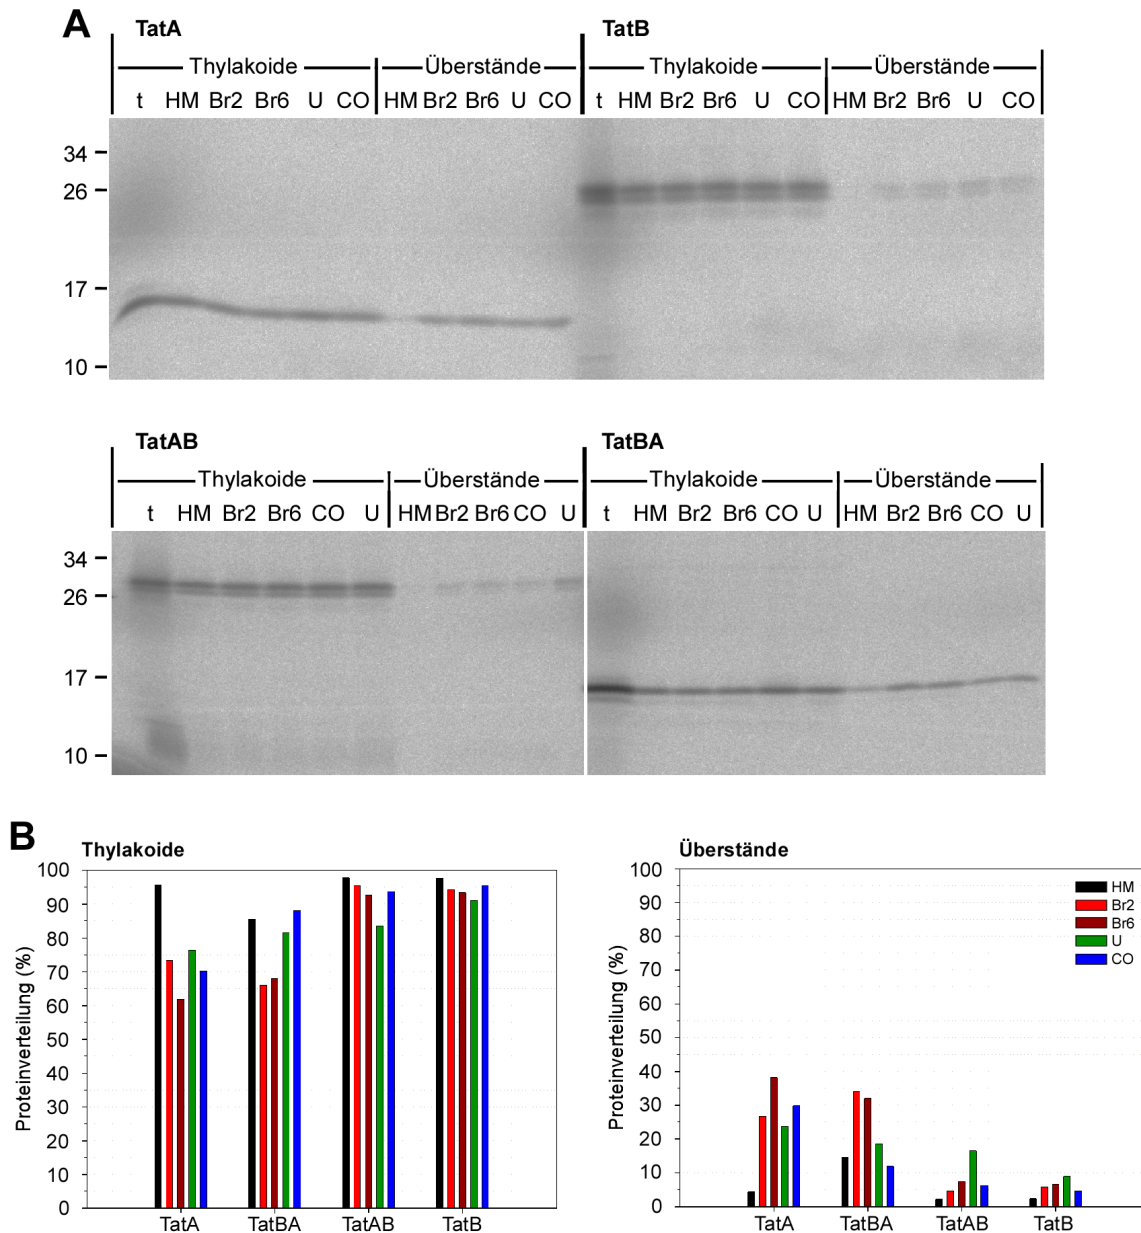 A TatA TatB
Thylakoide Überstände Thylakoide Überstände
t HM Br2 Br6 U CO HM Br2 Br6 U CO t HM Br2 Br6 U CO HM Br2 Br6 U CO
34
26
17
10
TatAB TatBA
Thylakoide Überstände Thylakoide Überstände
t HM Br2 Br6 CO U HM Br2 Br6 CO U t HM Br2 Br6 CO U HM Br2 Br6 CO U
34
26
17
10
B
Thylakoide
Proteinverteilung (%)
100
90
80
70
60
50
40
30
20
10
0
TatA TatBA TatAB TatB
Überstände
Proteinverteilung (%)
100
90
80
70
60
50
40
30
20
10
0
HM
Br2
Br6
U
CO
TatA TatBA TatAB TatB